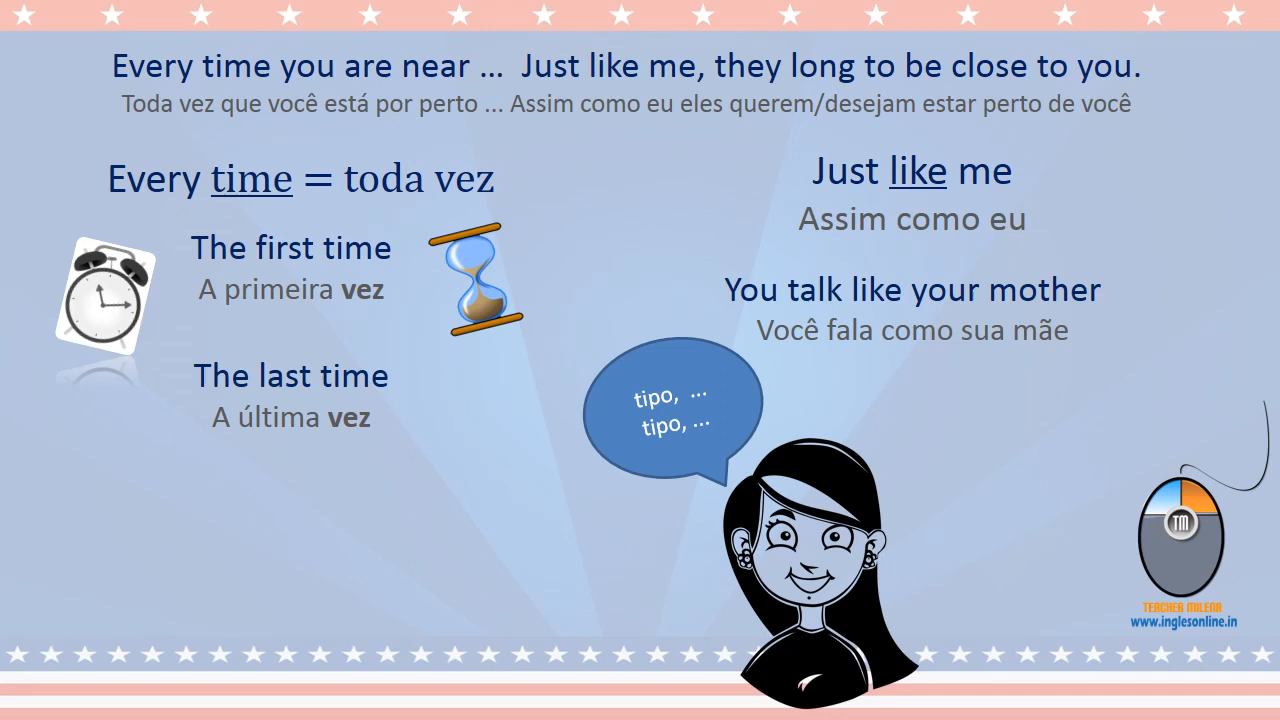 Every time you are near ...  Just like me, they long to be close to you.
Toda vez que você está por perto ... Assim como eu eles querem/desejam estar perto de você
Every time = toda vez
The first time
A primeira vez
The last time
A última vez
Just like me
Assim como eu
You talk like your mother
Você fala como sua mãe
tipo, ...
tipo, ...
TM
TEACHER MILENA
www.inglesonline.in